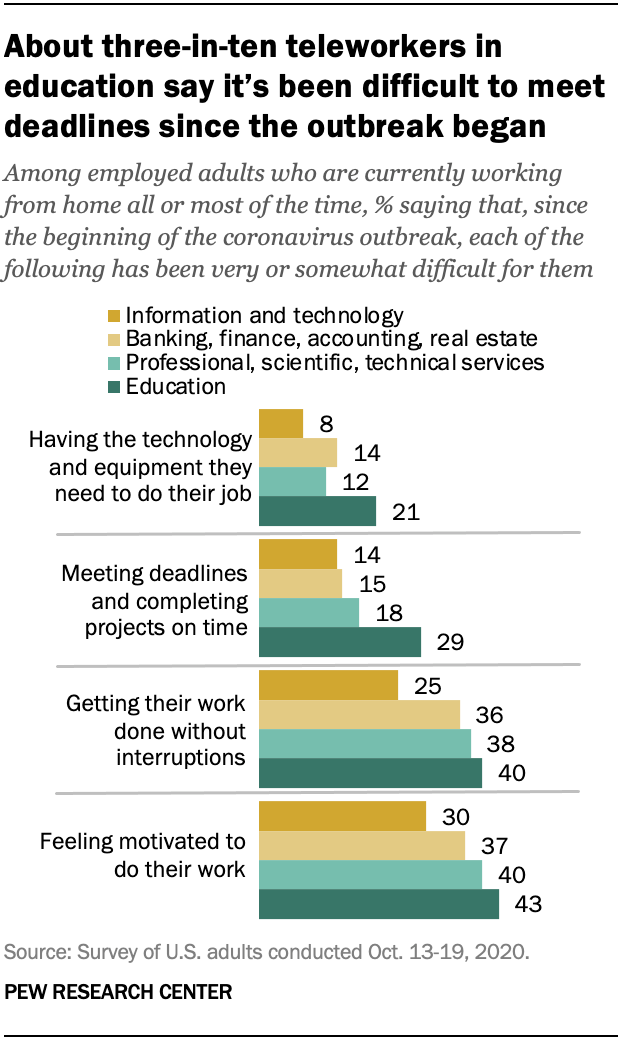 About three-in-ten teleworkers in
education say it’s been difficult to meet
deadlines since the outbreak began
Among employed adults who are currently working
from home all or most of the time, % saying that, since
the beginning of the coronavirus outbreak, each of the
following has been very or somewhat difficult for them
Information and technology
Banking, finance, accounting, real estate
Professional, scientific, technical services
Education
Having the technology
and equipment they
need to do their job
8
14
12
21
Meeting deadlines
and completing
projects on time
14
15
18
29
Getting their work
done without
interruptions
25
36
38
40
Feeling motivated to
do their work
30
37
40
43
Source: Survey of U.S. adults conducted Oct. 13-19, 2020.
PEW RESEARCH CENTER